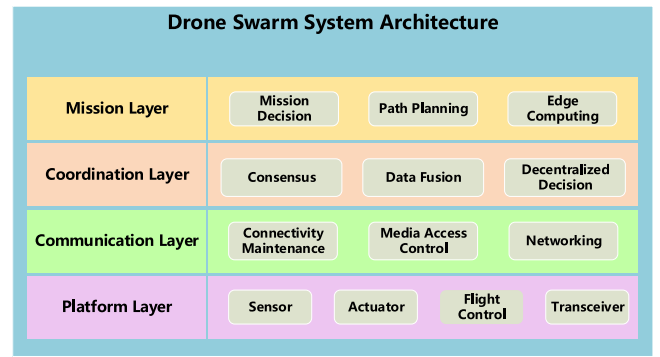 Drone Swarm System Architecture
Mission Layer
Mission
Decision
Path Planning
Edge
Computing
Coordination Layer
Consensus
Data Fusion
Decentralized
Decision
Communication Layer
Connectivity
Maintenance
Media Access
Control
Networking
Platform Layer
Sensor
Actuator
Flight
Control
Transceiver